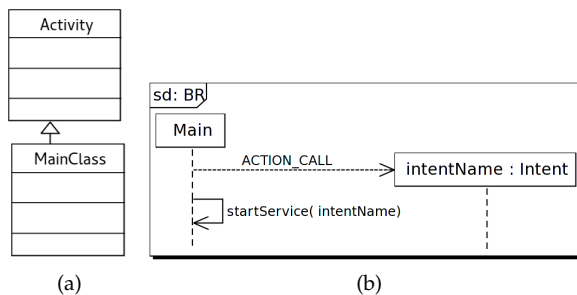 Activity
MainClass
(a)
sd: BR
Main
ACTION_CALL
intentName : Intent
startService( intentName)
(b)